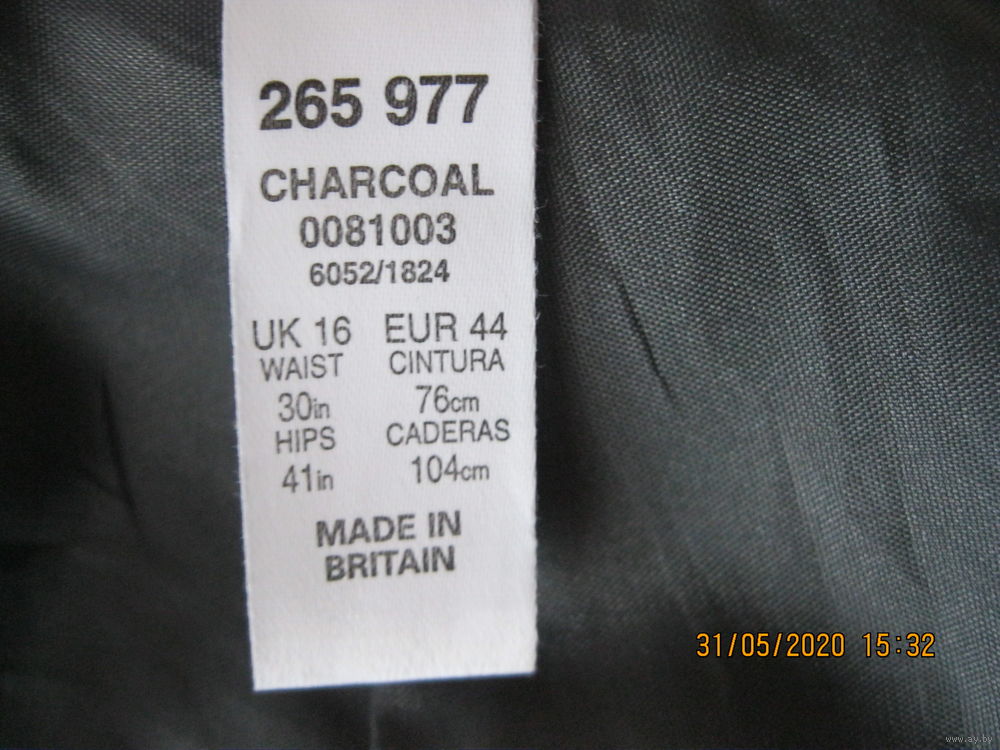 265 977
CHARCOAL
0081003
6052/1824
UK 16 EUR 44
WAIST CINTURA
30in 76cm
HIPS CADERAS
41in 104cm
MADE IN
BRITAIN
31/05/2020 15:32
www.ay.by